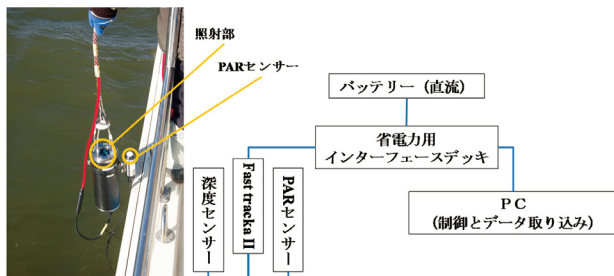 照射部
PARセンサー
バッテリー（直流）
省電力用
インターフェースデッキ
深度センサー
Fast tracka II
PARセンサー
ＰＣ
（制御とデータ取り込み）